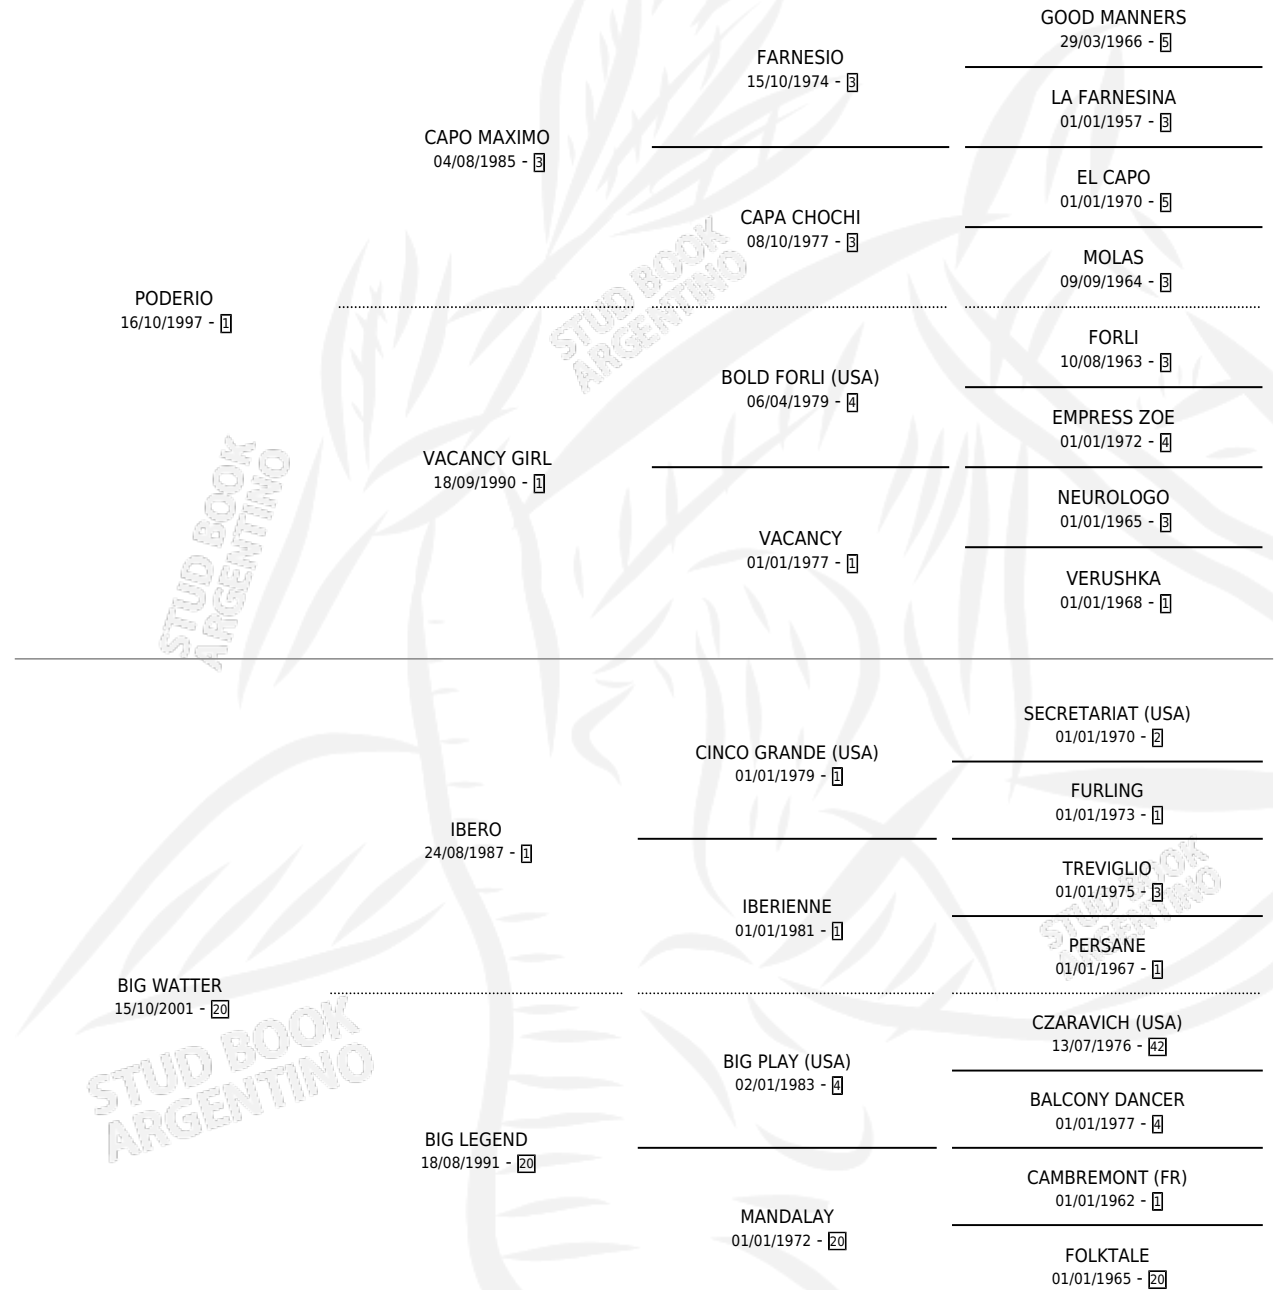 GOOD MANNERS
29/03/1966 - 5
FARNESIO
15/10/1974 - 3
LA FARNESINA
01/01/1957 - 3
CAPO MAXIMO
04/08/1985 - 3
EL CAPO
01/01/1970 - 5
CAPA CHOCHI
08/10/1977 - 3
MOLAS
09/09/1964 - 3
PODERIO
16/10/1997 - 1
FORLI
10/08/1963 - 3
BOLD FORLI (USA)
06/04/1979 - 4
EMPRESS ZOE
01/01/1972 - 4
VACANCY GIRL
18/09/1990 - 1
NEUROLOGO
01/01/1965 - 3
VACANCY
01/01/1977 - 1
VERUSHKA
01/01/1968 - 1
STUD BOOK
ARGENTINO
STUD BOOK
ARGENTINO
SECRETARIAT (USA)
01/01/1970 - 2
CINCO GRANDE (USA)
01/01/1979 - 1
FURLING
01/01/1973 - 1
IBERO
24/08/1987 - 1
TREVIGLIO
01/01/1975 - 3
IBERIENNE
01/01/1981 - 1
PERSANE
01/01/1967 - 1
BIG WATTER
15/10/2001 - 20
CZARAVICH (USA)
13/07/1976 - 42
BIG PLAY (USA)
02/01/1983 - 4
BALCONY DANCER
01/01/1977 - 4
BIG LEGEND
18/08/1991 - 20
CAMBREMONT (FR)
01/01/1962 - 1
MANDALAY
01/01/1972 - 20
FOLKTALE
01/01/1965 - 20
STUD BOOK
ARGENTINO
STUD BOOK
ARGENTINO